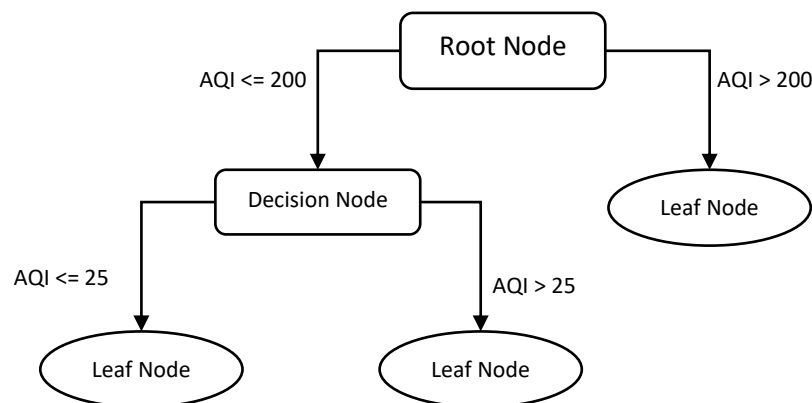 Root Node
AQI <= 200
AQI > 200
Decision Node
Leaf Node
AQI <= 25
AQI > 25
Leaf Node
Leaf Node